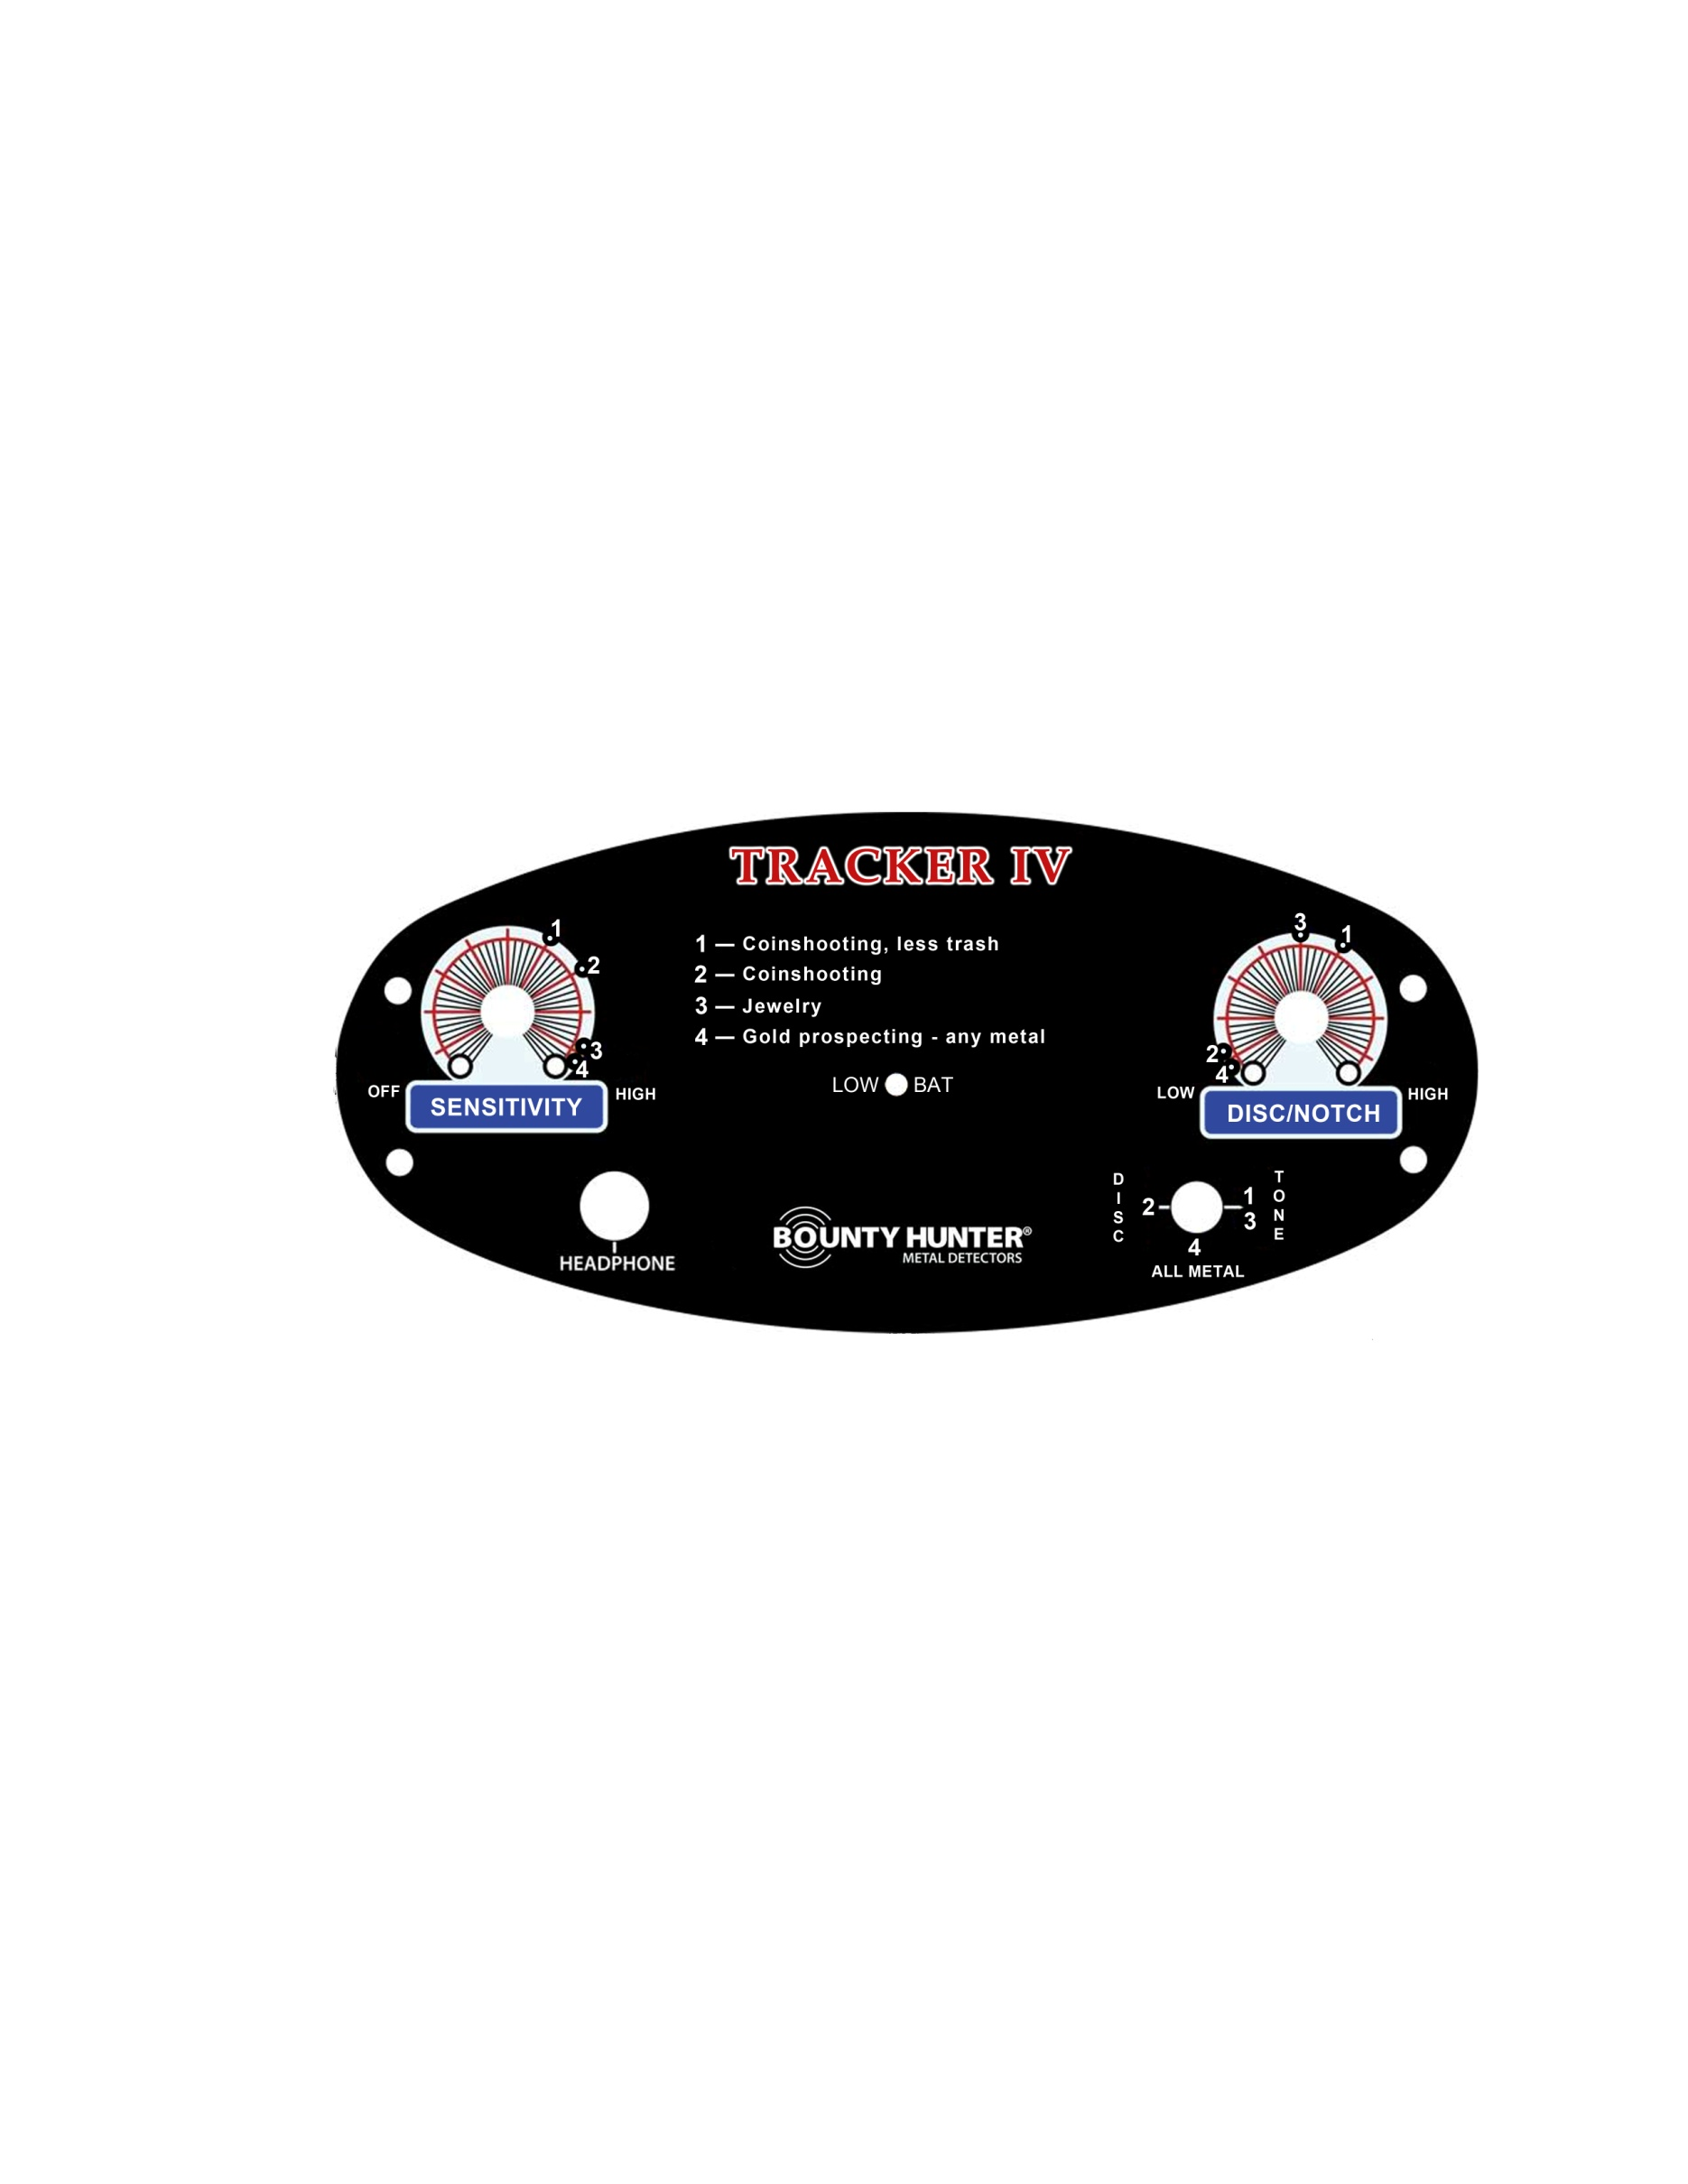 TRACKER IV
1
2
3
4
OFF
SENSITIVITY
HIGH
1 — Coinshooting, less trash
2 — Coinshooting
3 — Jewelry
4 — Gold prospecting - any metal
LOW BAT
3
1
2
4
LOW
DISC/NOTCH
HIGH
HEADPHONE
BOUNTY HUNTER®
METAL DETECTORS
DISC
2
1
3
4
TONE
ALL METAL